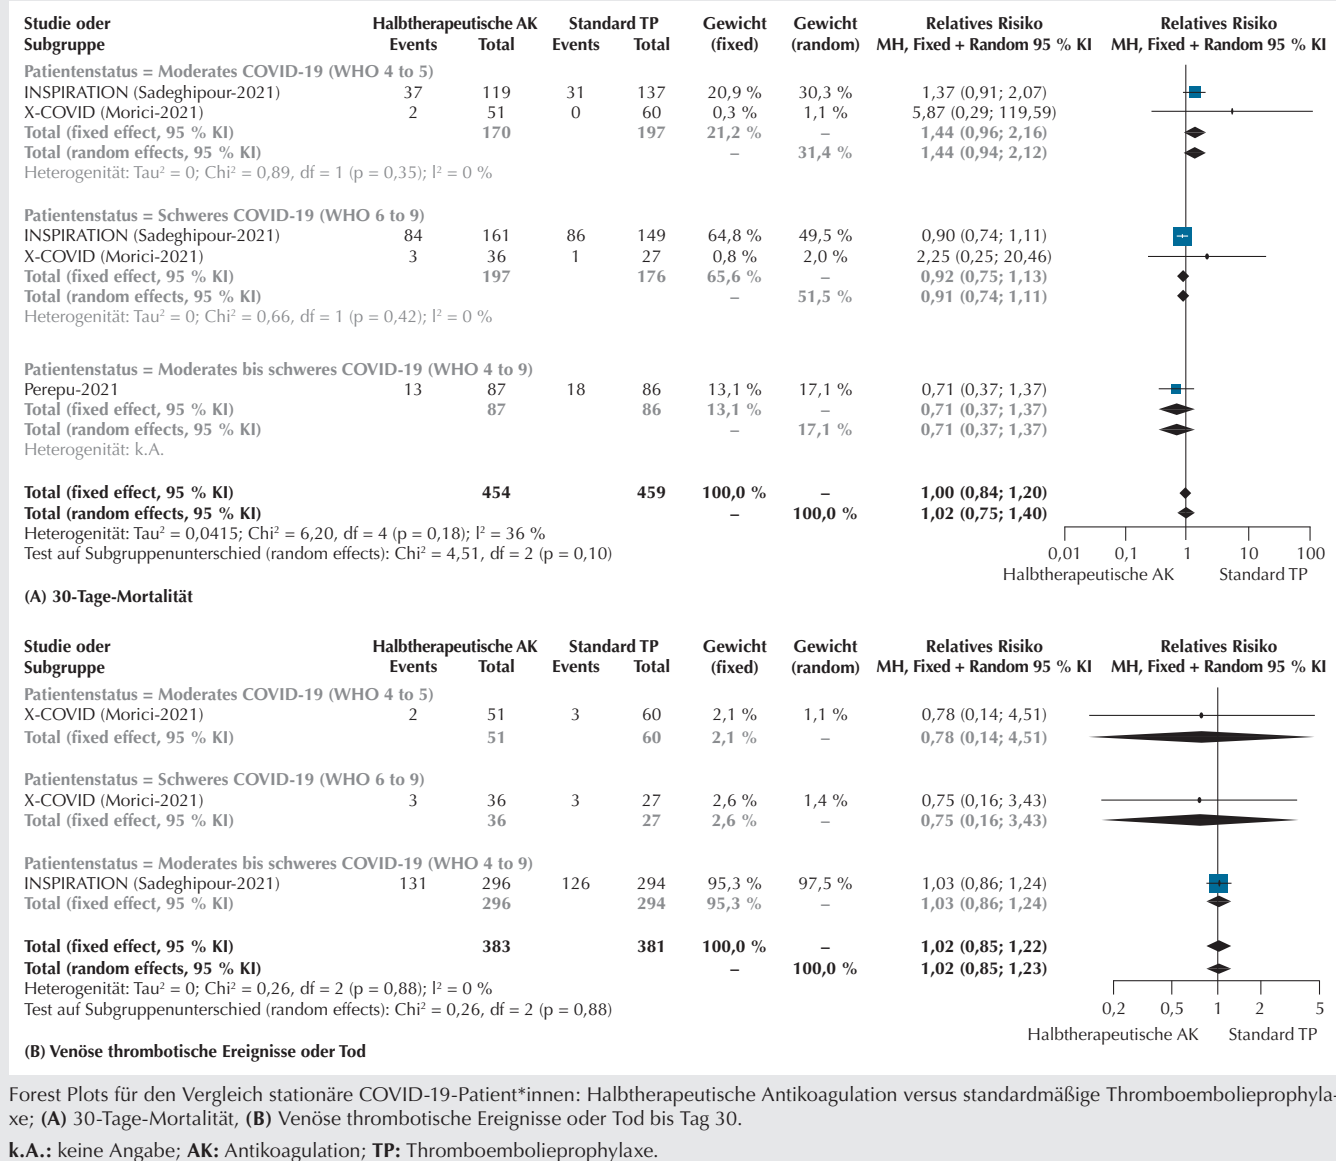 Studie oder Halbtherapeutische AK Standard TP Gewicht Gewicht Relatives Risiko Relatives Risiko
Subgruppe Events Total Events Total (fixed) (random) MH, Fixed + Random 95 % KI MH, Fixed + Random 95 % KI
Patientenstatus = Moderates COVID-19 (WHO 4 to 5)
INSPIRATION (Sadeghipour-2021) 37 119 31 137 20,9 % 30,3 % 1,37 (0,91; 2,07)
X-COVID (Morici-2021) 2 51 0 60 0,3 % 1,1 % 5,87 (0,29; 119,59)
Total (fixed effect, 95 % KI) 170 197 21,2 % – 1,44 (0,96; 2,16)
Total (random effects, 95 % KI) – 31,4 % 1,44 (0,94; 2,12)
Heterogenität: Tau² = 0; Chi² = 0,89, df = 1 (p = 0,35); I² = 0 %
Patientenstatus = Schweres COVID-19 (WHO 6 to 9)
INSPIRATION (Sadeghipour-2021) 84 161 86 149 64,8 % 49,5 % 0,90 (0,74; 1,11)
X-COVID (Morici-2021) 3 36 1 27 0,8 % 2,0 % 2,25 (0,25; 20,46)
Total (fixed effect, 95 % KI) 197 176 65,6 % – 0,92 (0,75; 1,13)
Total (random effects, 95 % KI) – 51,5 % 0,91 (0,74; 1,11)
Heterogenität: Tau² = 0; Chi² = 0,66, df = 1 (p = 0,42); I² = 0 %
Patientenstatus = Moderates bis schweres COVID-19 (WHO 4 to 9)
Perepu-2021 13 87 18 86 13,1 % 17,1 % 0,71 (0,37; 1,37)
Total (fixed effect, 95 % KI) 87 86 13,1 % – 0,71 (0,37; 1,37)
Total (random effects, 95 % KI) – 17,1 % 0,71 (0,37; 1,37)
Heterogenität: k.A.
Total (fixed effect, 95 % KI) 454 459 100,0 % – 1,00 (0,84; 1,20)
Total (random effects, 95 % KI) – 100,0 % 1,02 (0,75; 1,40)
Heterogenität: Tau² = 0,0415; Chi² = 6,20, df = 4 (p = 0,18); I² = 36 %
Test auf Subgruppenunterschied (random effects): Chi² = 4,51, df = 2 (p = 0,10)
0,01 0,1 1 10 100
Halbtherapeutische AK Standard TP
(A) 30-Tage-Mortalität
Studie oder Halbtherapeutische AK Standard TP Gewicht Gewicht Relatives Risiko Relatives Risiko
Subgruppe Events Total Events Total (fixed) (random) MH, Fixed + Random 95 % KI MH, Fixed + Random 95 % KI
Patientenstatus = Moderates COVID-19 (WHO 4 to 5)
X-COVID (Morici-2021) 2 51 3 60 2,1 % 1,1 % 0,78 (0,14; 4,51)
Total (fixed effect, 95 % KI) 51 60 2,1 % – 0,78 (0,14; 4,51)
Patientenstatus = Schweres COVID-19 (WHO 6 to 9)
X-COVID (Morici-2021) 3 36 3 27 2,6 % 1,4 % 0,75 (0,16; 3,43)
Total (fixed effect, 95 % KI) 36 27 2,6 % – 0,75 (0,16; 3,43)
Patientenstatus = Moderates bis schweres COVID-19 (WHO 4 to 9)
INSPIRATION (Sadeghipour-2021) 131 296 126 294 95,3 % 97,5 % 1,03 (0,86; 1,24)
Total (fixed effect, 95 % KI) 296 294 95,3 % – 1,03 (0,86; 1,24)
Total (fixed effect, 95 % KI) 383 381 100,0 % – 1,02 (0,85; 1,22)
Total (random effects, 95 % KI) – 100,0 % 1,02 (0,85; 1,23)
Heterogenität: Tau² = 0; Chi² = 0,26, df = 2 (p = 0,88); I² = 0 %
Test auf Subgruppenunterschied (random effects): Chi² = 0,26, df = 2 (p = 0,88)
0,2 0,5 1 2 5
Halbtherapeutische AK Standard TP
(B) Venöse thrombotische Ereignisse oder Tod
Forest Plots für den Vergleich stationäre COVID-19-Patient*innen: Halbtherapeutische Antikoagulation versus standardmäßige Thromboembolieprophyla-
xe; (A) 30-Tage-Mortalität, (B) Venöse thrombotische Ereignisse oder Tod bis Tag 30.
k.A.: keine Angabe; AK: Antikoagulation; TP: Thromboembolieprophylaxe.